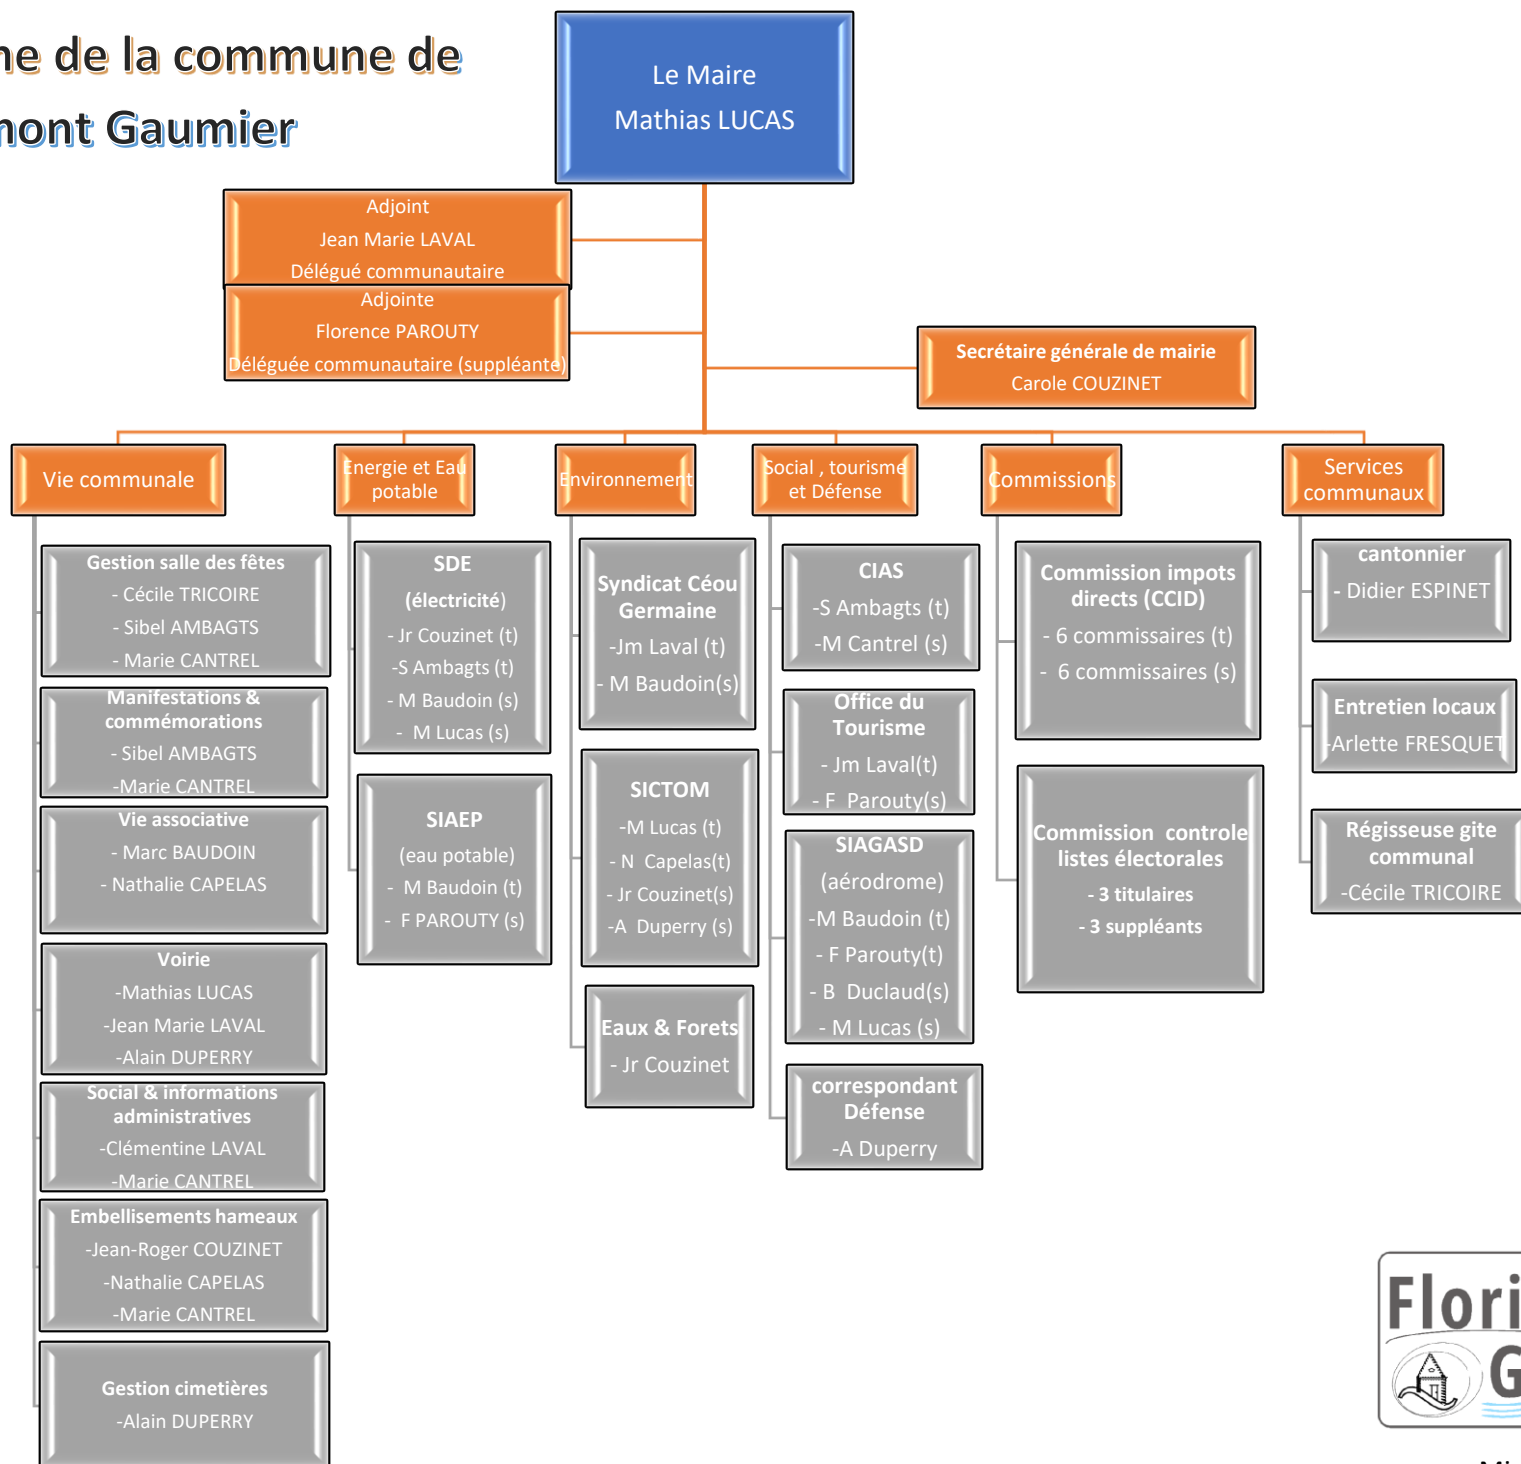 ne de la commune de
mont Gaumier
Le Maire
Mathias LUCAS
Adjoint
Jean Marie LAVAL
Délégué communautaire
Adjointe
Florence PAROUTY
Déléguée communautaire (suppléante)
Secrétaire générale de mairie
Carole COUZINET
Vie communale
Gestion salle des fêtes
- Cécile TRICOIRE
- Sibel AMBAGTS
- Marie CANTREL
Manifestations &
commémorations
- Sibel AMBAGTS
-Marie CANTREL
Vie associative
- Marc BAUDOIN
- Nathalie CAPELAS
Voirie
-Mathias LUCAS
-Jean Marie LAVAL
-Alain DUPERRY
Social & informations
administratives
-Clémentine LAVAL
-Marie CANTREL
Embellisements hameaux
-Jean-Roger COUZINET
-Nathalie CAPELAS
-Marie CANTREL
Gestion cimetières
-Alain DUPERRY
Energie et Eau
potable
SDE
(électricité)
- Jr Couzinet (t)
-S Ambagts (t)
- M Baudoin (s)
- M Lucas (s)
SIAEP
(eau potable)
- M Baudoin (t)
- F PAROUTY (s)
Environnement
Syndicat Céou
Germaine
-Jm Laval (t)
- M Baudoin(s)
SICTOM
-M Lucas (t)
- N Capelas(t)
- Jr Couzinet(s)
-A Duperry (s)
Eaux & Forets
- Jr Couzinet
Social , tourisme
et Défense
CIAS
-S Ambagts (t)
-M Cantrel (s)
Office du
Tourisme
- Jm Laval(t)
- F Parouty(s)
SIAGASD
(aérodrome)
-M Baudoin (t)
- F Parouty(t)
- B Duclaud(s)
- M Lucas (s)
correspondant
Défense
-A Duperry
Commissions
Commission impots
directs (CCID)
- 6 commissaires (t)
- 6 commissaires (s)
Commission controle
listes électorales
- 3 titulaires
- 3 suppléants
Services
communaux
cantonnier
- Didier ESPINET
Entretien locaux
-Arlette FRESQUET
Régisseuse gite
communal
-Cécile TRICOIRE
Flori
G